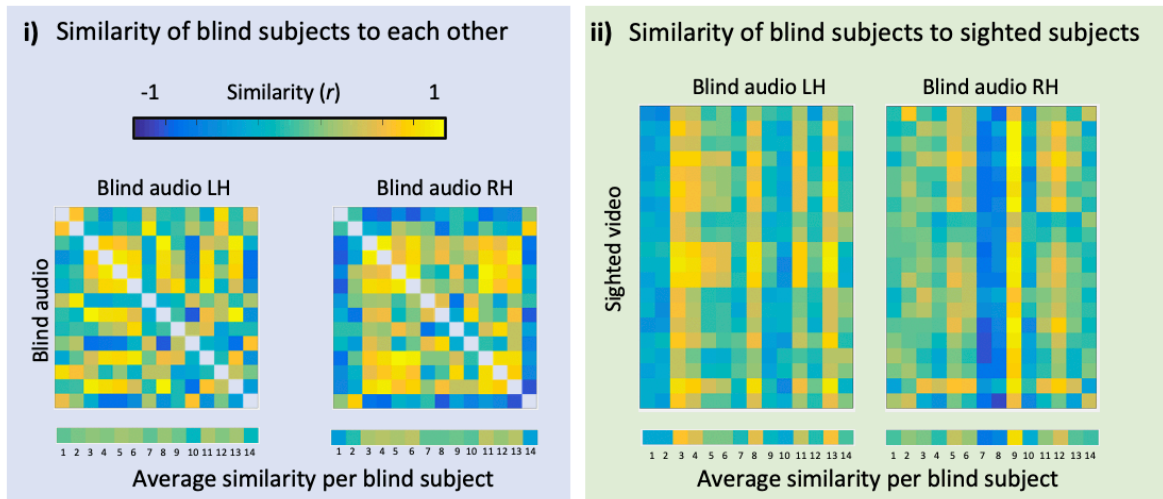 i) Similarity of blind subjects to each other
-1 Similarity (r) 1
Blind audio LH Blind audio RH
Blind audio
1 2 3 4 5 6 7 8 9 10 11 12 13 14
1 2 3 4 5 6 7 8 9 10 11 12 13 14
Average similarity per blind subject
ii) Similarity of blind subjects to sighted subjects
Blind audio LH Blind audio RH
Sighted video
1 2 3 4 5 6 7 8 9 10 11 12 13 14
1 2 3 4 5 6 7 8 9 10 11 12 13 14
Average similarity per blind subject